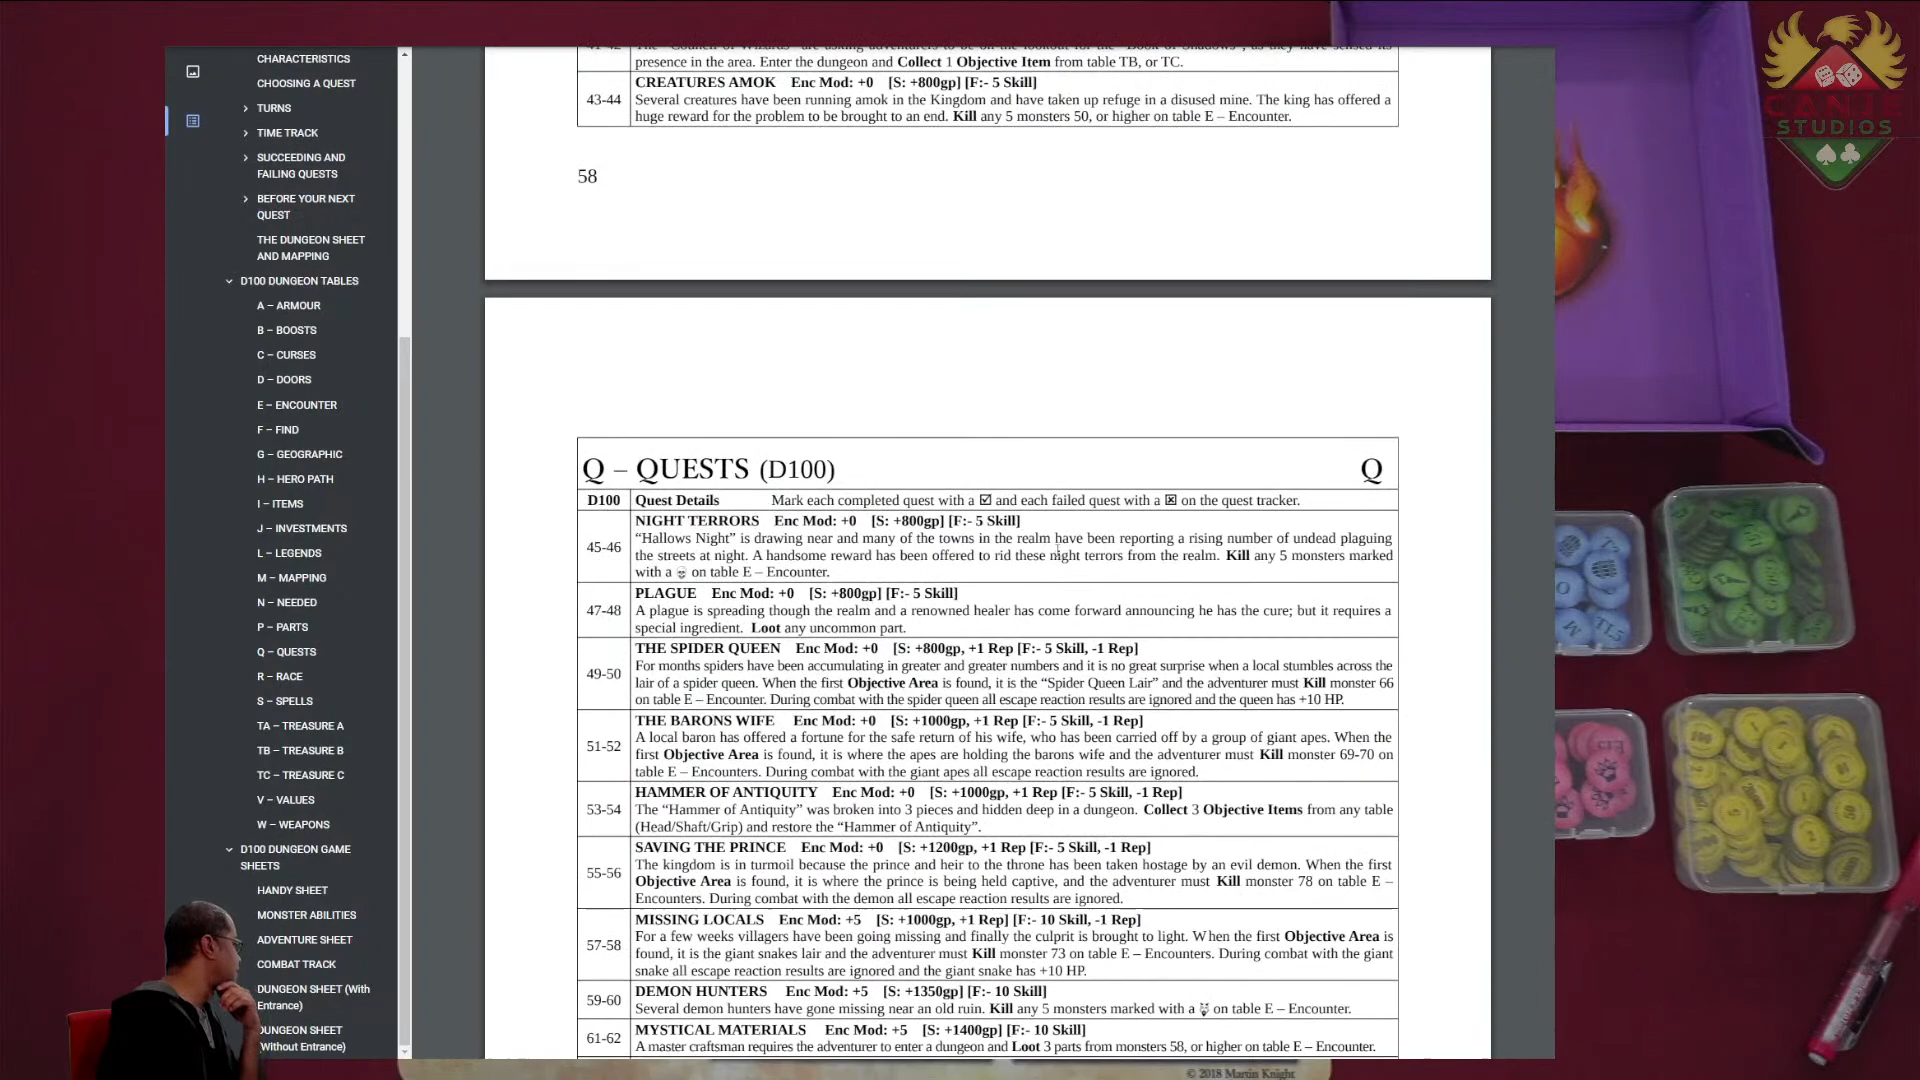 CHARACTERISTICS
CHOOSING A QUEST
TURNS
TIME TRACK
SUCCEEDING AND
FAILING QUESTS
BEFORE YOUR NEXT
QUEST
THE DUNGEON SHEET
AND MAPPING
D100 DUNGEON TABLES
A – ARMOUR
B – BOOSTS
C – CURSES
D – DOORS
E – ENCOUNTER
F – FIND
G – GEOGRAPHIC
H – HERO PATH
I – ITEMS
J – INVESTMENTS
L – LEGENDS
M – MAPPING
N – NEEDED
P – PARTS
Q – QUESTS
R – RACE
S – SPELLS
TA – TREASURE A
TB – TREASURE B
TC – TREASURE C
V – VALUES
W – WEAPONS
D100 DUNGEON GAME
SHEETS
HANDY SHEET
MONSTER ABILITIES
ADVENTURE SHEET
COMBAT TRACK
DUNGEON SHEET (With
Entrance)
DUNGEON SHEET
(Without Entrance)
41-42 The "Council of Wizards" are asking adventurers to be on the lookout for the "Book of Shadows", as they have sensed its
presence in the area. Enter the dungeon and Collect 1 Objective Item from table TB, or TC.
CREATURES AMOK Enc Mod: +0 [S: +800gp] [F:- 5 Skill]
43-44 Several creatures have been running amok in the Kingdom and have taken up refuge in a disused mine. The king has offered a
huge reward for the problem to be brought to an end. Kill any 5 monsters 50, or higher on table E – Encounter.
58
Q – QUESTS (D100) Q
D100 Quest Details Mark each completed quest with a ☑ and each failed quest with a ☒ on the quest tracker.
NIGHT TERRORS Enc Mod: +0 [S: +800gp] [F:- 5 Skill]
45-46 “Hallows Night” is drawing near and many of the towns in the realm have been reporting a rising number of undead plaguing
the streets at night. A handsome reward has been offered to rid these night terrors from the realm. Kill any 5 monsters marked
with a on table E – Encounter.
PLAGUE Enc Mod: +0 [S: +800gp] [F:- 5 Skill]
47-48 A plague is spreading though the realm and a renowned healer has come forward announcing he has the cure; but it requires a
special ingredient. Loot any uncommon part.
THE SPIDER QUEEN Enc Mod: +0 [S: +800gp, +1 Rep [F:- 5 Skill, -1 Rep]
49-50 For months spiders have been accumulating in greater and greater numbers and it is no great surprise when a local stumbles across the
lair of a spider queen. When the first Objective Area is found, it is the “Spider Queen Lair” and the adventurer must Kill monster 66
on table E – Encounter. During combat with the spider queen all escape reaction results are ignored and the queen has +10 HP.
THE BARONS WIFE Enc Mod: +0 [S: +1000gp, +1 Rep [F:- 5 Skill, -1 Rep]
51-52 A local baron has offered a fortune for the safe return of his wife, who has been carried off by a group of giant apes. When the
first Objective Area is found, it is where the apes are holding the barons wife and the adventurer must Kill monster 69-70 on
table E – Encounters. During combat with the giant apes all escape reaction results are ignored.
HAMMER OF ANTIQUITY Enc Mod: +0 [S: +1000gp, +1 Rep [F:- 5 Skill, -1 Rep]
53-54 The “Hammer of Antiquity” was broken into 3 pieces and hidden deep in a dungeon. Collect 3 Objective Items from any table
(Head/Shaft/Grip) and restore the “Hammer of Antiquity”.
SAVING THE PRINCE Enc Mod: +0 [S: +1200gp, +1 Rep [F:- 5 Skill, -1 Rep]
55-56 The kingdom is in turmoil because the prince and heir to the throne has been taken hostage by an evil demon. When the first
Objective Area is found, it is where the prince is being held captive, and the adventurer must Kill monster 78 on table E –
Encounters. During combat with the demon all escape reaction results are ignored.
MISSING LOCALS Enc Mod: +5 [S: +1000gp, +1 Rep] [F:- 10 Skill, -1 Rep]
57-58 For a few weeks villagers have been going missing and finally the culprit is brought to light. When the first Objective Area is
found, it is the giant snakes lair and the adventurer must Kill monster 73 on table E – Encounters. During combat with the giant
snake all escape reaction results are ignored and the giant snake has +10 HP.
DEMON HUNTERS Enc Mod: +5 [S: +1350gp] [F:- 10 Skill]
59-60 Several demon hunters have gone missing near an old ruin. Kill any 5 monsters marked with a on table E – Encounter.
MYSTICAL MATERIALS Enc Mod: +5 [S: +1400gp] [F:- 10 Skill]
61-62 A master craftsman requires the adventurer to enter a dungeon and Loot 3 parts from monsters 58, or higher on table E – Encounter.
© 2018 Martin Knight
CANJE
STUDIOS